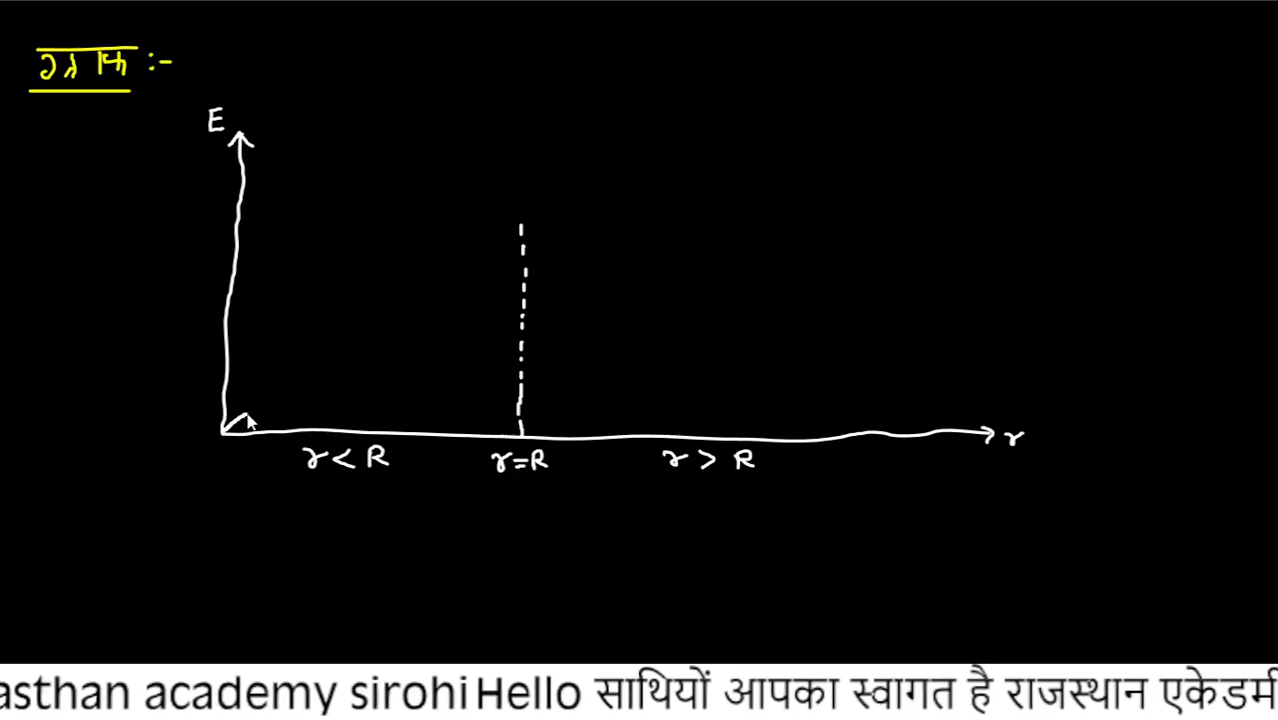 ग्राफ :-
E
r
r < R r = R r > R
asthan academy sirohi Hello साथियों आपका स्वागत है राजस्थान एकेडमी